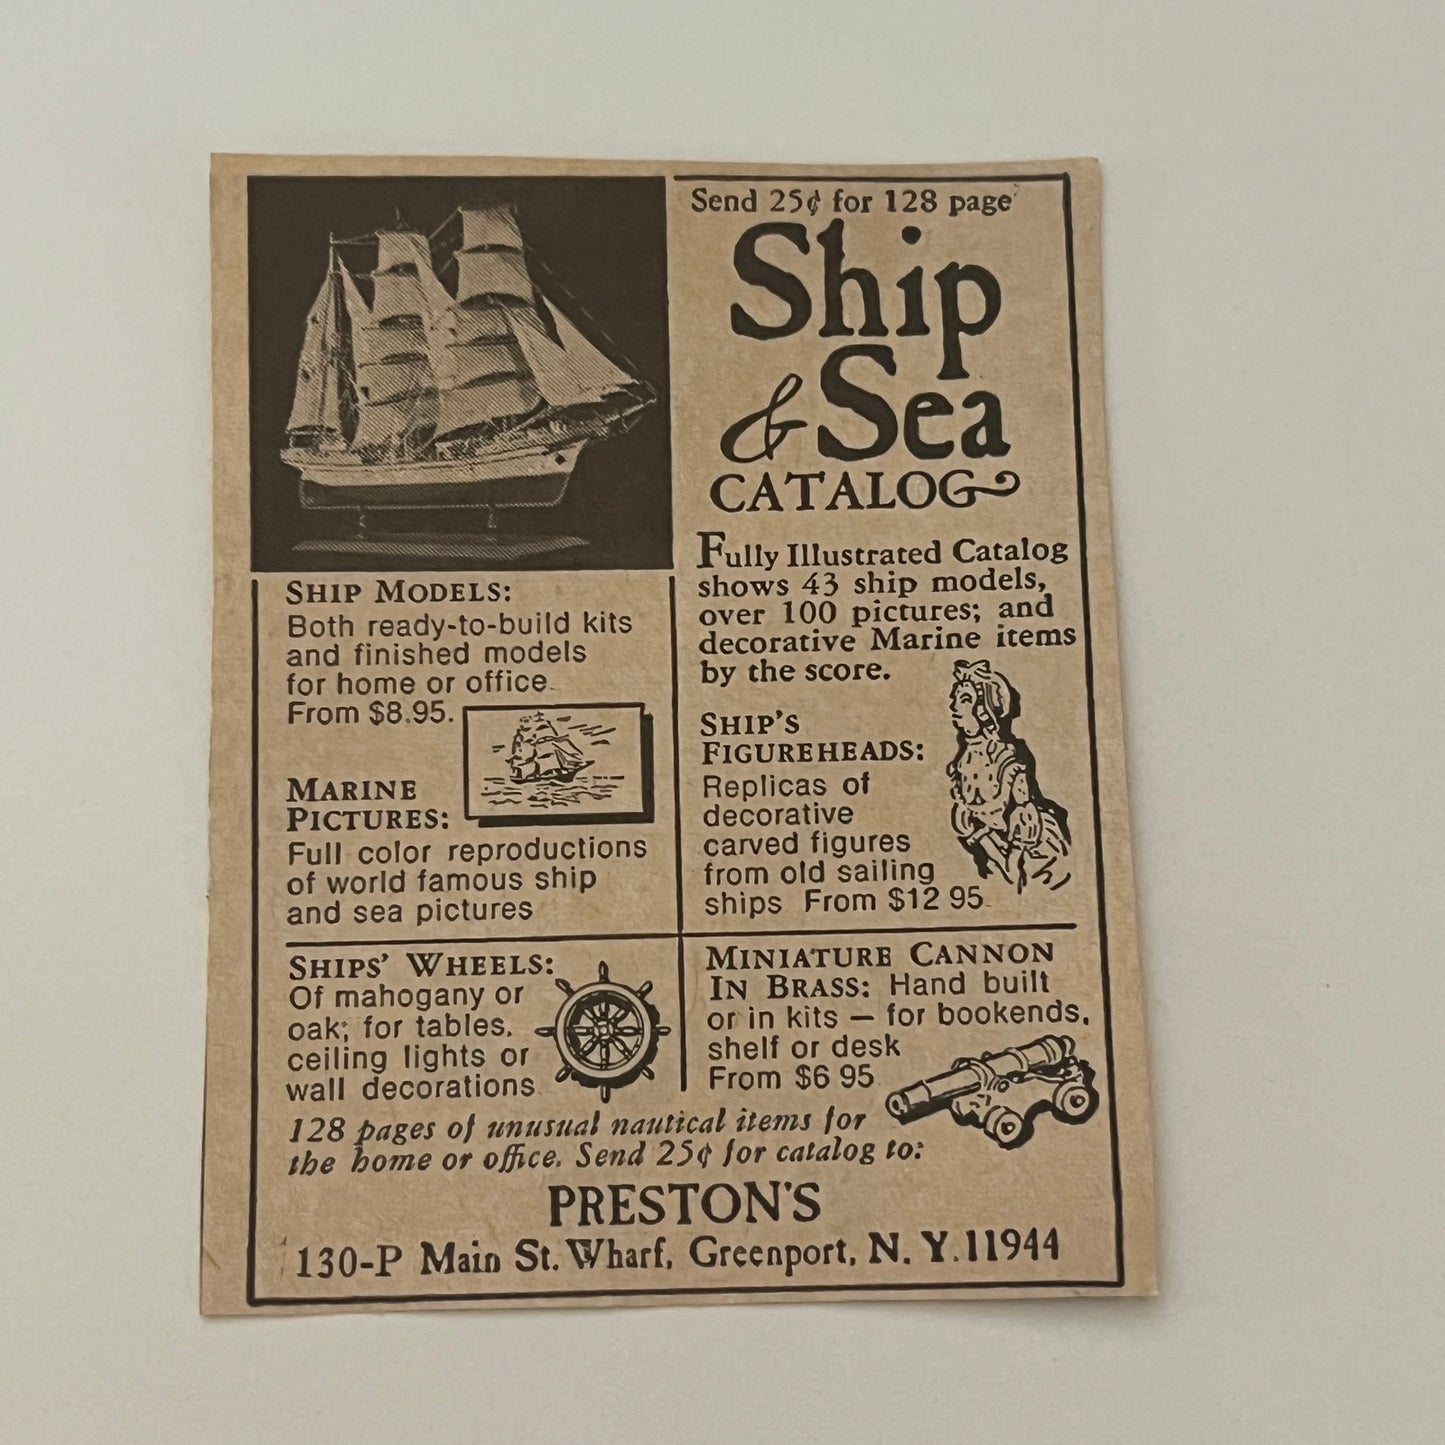 Send 25¢ for 128 page
Ship
& Sea
CATALOG
Fully Illustrated Catalog
shows 43 ship models,
over 100 pictures; and
decorative Marine items
by the score.
SHIP MODELS:
Both ready-to-build kits
and finished models
for home or office.
From $8.95.
MARINE
PICTURES:
Full color reproductions
of world famous ship
and sea pictures
SHIP'S
FIGUREHEADS:
Replicas of
decorative
carved figures
from old sailing
ships From $12 95.
SHIPS' WHEELS:
Of mahogany or
oak; for tables,
ceiling lights or
wall decorations
MINIATURE CANNON
IN BRASS: Hand built
or in kits — for bookends,
shelf or desk
From $6 95
128 pages of unusual nautical items for
the home or office. Send 25¢ for catalog to:
PRESTON'S
130-P Main St. Wharf, Greenport, N. Y. 11944